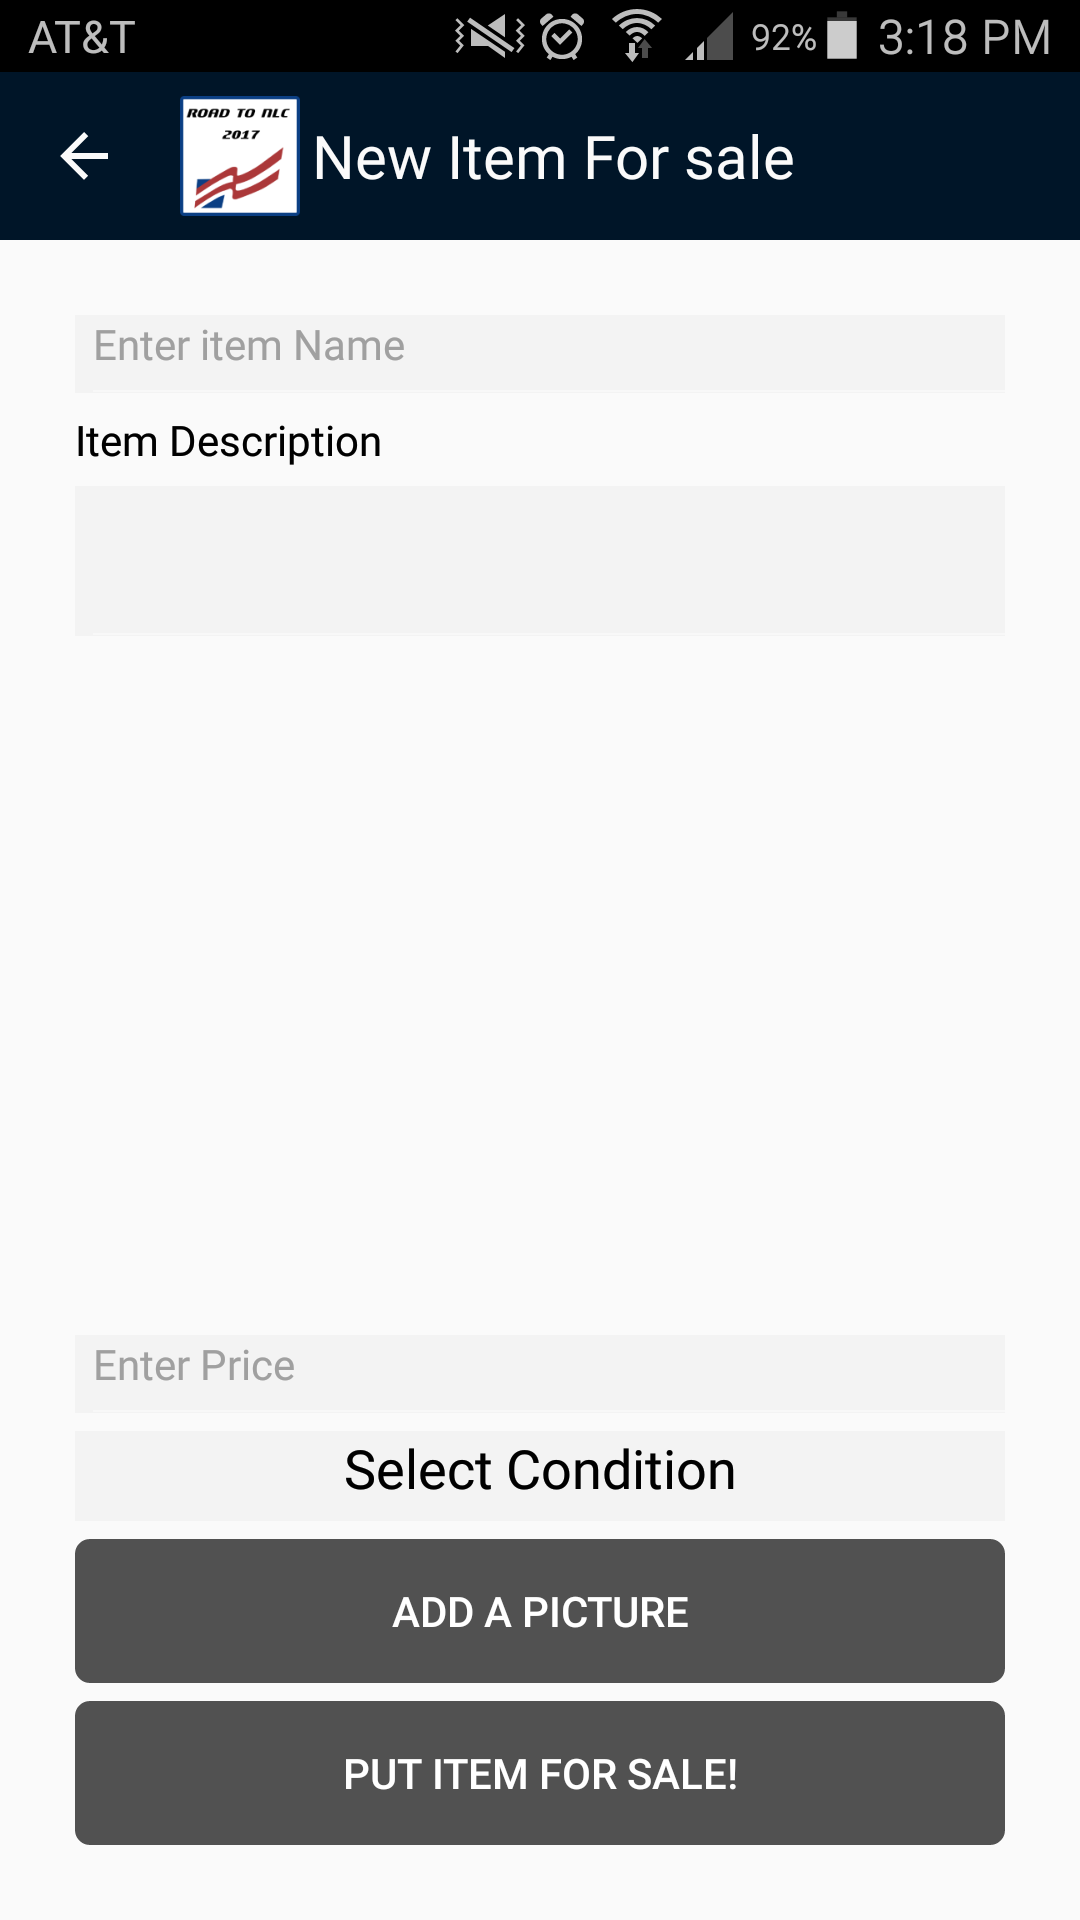 AT&T 92% 3:18 PM
ROAD TO NLC
2017
New Item For sale
Enter item Name
Item Description
Enter Price
Select Condition
ADD A PICTURE
PUT ITEM FOR SALE!